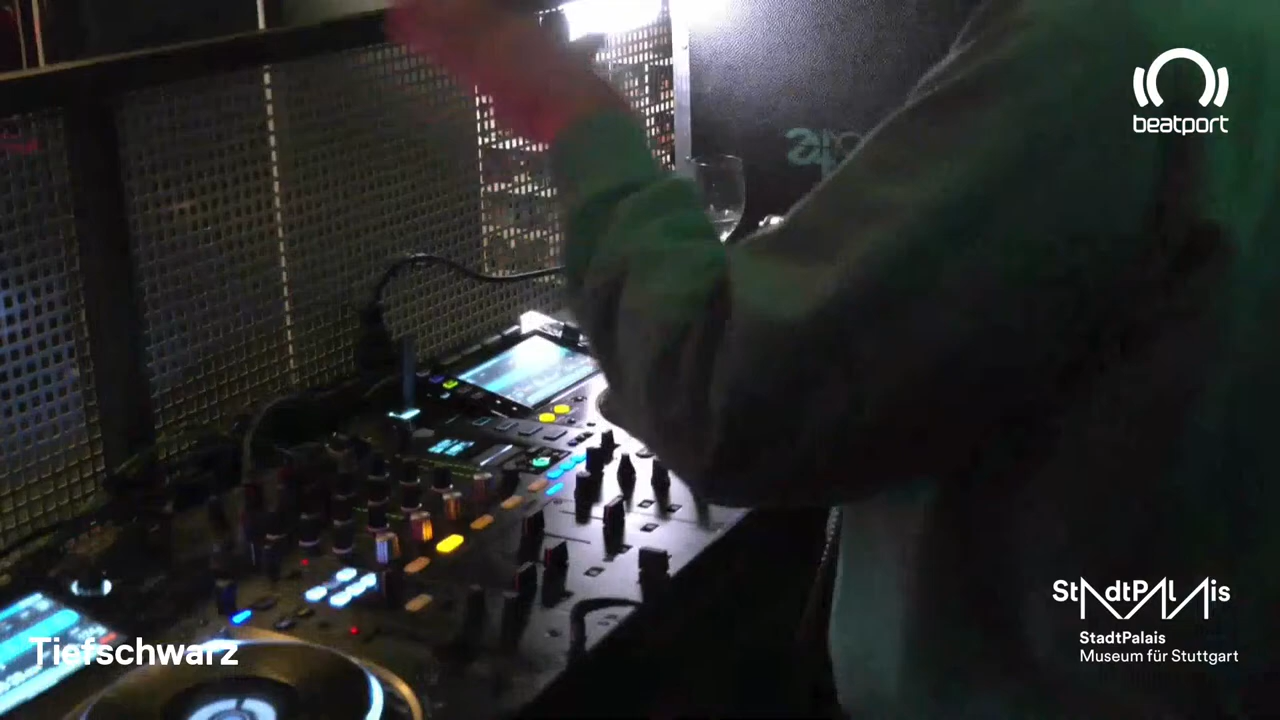 beatport
StadtPalais
StadtPalais
Museum für Stuttgart
Tiefschwarz